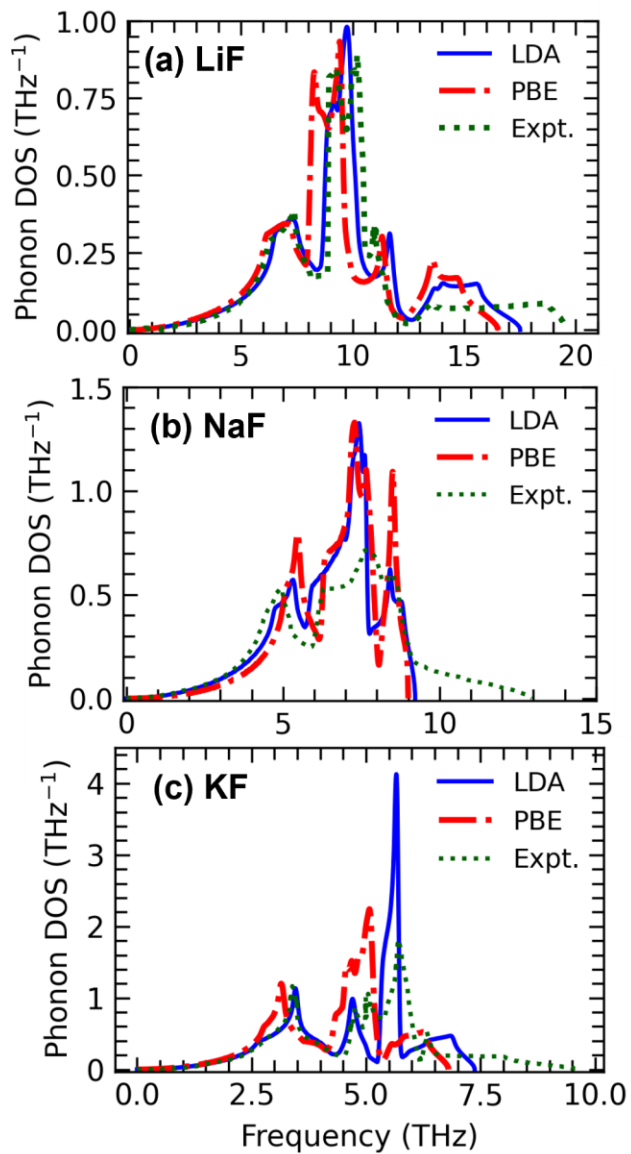 (a) LiF
LDA
PBE
Expt.
Phonon DOS (THz⁻¹)
1.00
0.75
0.50
0.25
0.00
0 5 10 15 20
(b) NaF
LDA
PBE
Expt.
Phonon DOS (THz⁻¹)
1.5
1.0
0.5
0.0
0 5 10 15
(c) KF
LDA
PBE
Expt.
Phonon DOS (THz⁻¹)
4
3
2
1
0
0 2.5 5.0 7.5 10.0
Frequency (THz)